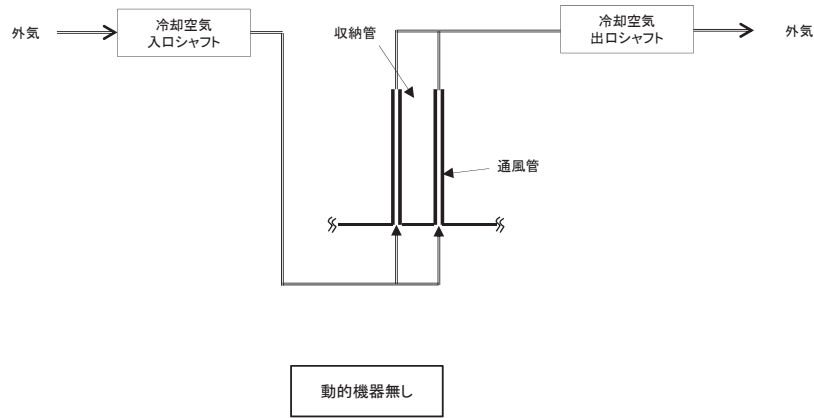 外気
冷却空気
入口シャフト
収納管
冷却空気
出口シャフト
外気
通風管
動的機器無し